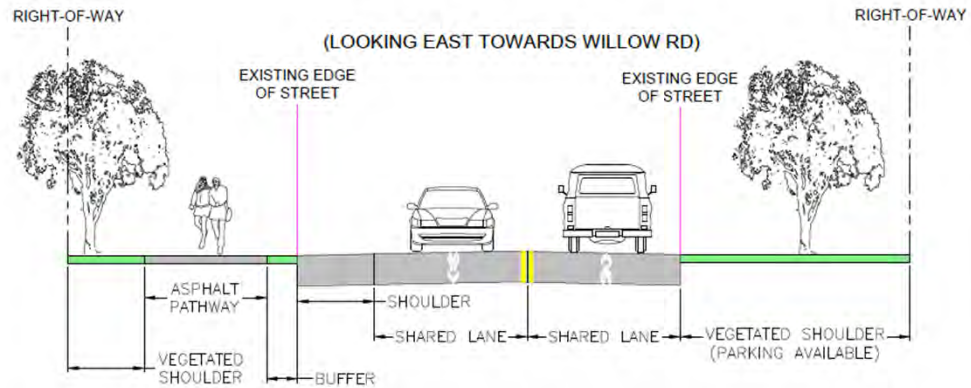 RIGHT-OF-WAY
RIGHT-OF-WAY
(LOOKING EAST TOWARDS WILLOW RD)
EXISTING EDGE
OF STREET
EXISTING EDGE
OF STREET
ASPHALT
PATHWAY
SHOULDER
SHARED LANE
SHARED LANE
VEGETATED SHOULDER
(PARKING AVAILABLE)
VEGETATED
SHOULDER
BUFFER